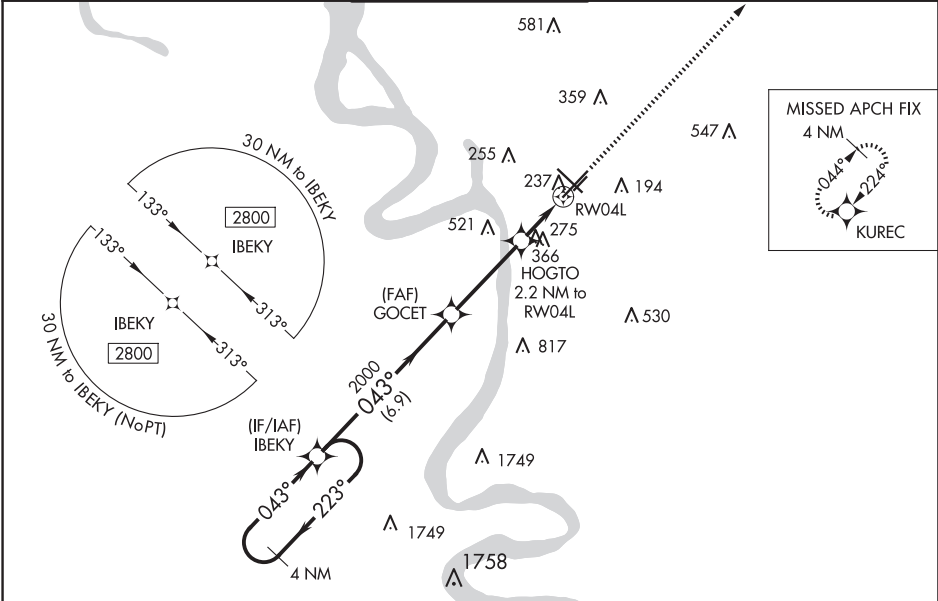 581
359
547
255
237
194
RW04L
521
275
366
HOGTO
2.2 NM to
RW04L
530
817
(FAF)
GOCET
2000
043°
(6.9)
(IF/IAF)
IBEKY
043°
223°
4 NM
1749
1749
1758
30 NM to IBEKY
133°
2800
IBEKY
313°
133°
IBEKY
2800
313°
30 NM to IBEKY (NoPT)
MISSED APCH FIX
4 NM
044°
224°
KUREC